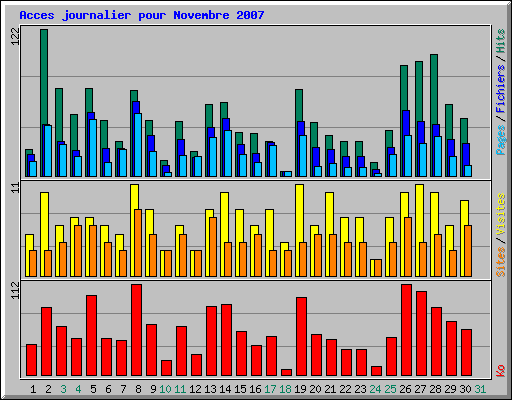 Acces journalier pour Novembre 2007
122
Pages / Fichiers / Hits
11
Sites / Visites
112
Ko
1 2 3 4 5 6 7 8 9 10 11 12 13 14 15 16 17 18 19 20 21 22 23 24 25 26 27 28 29 30 31